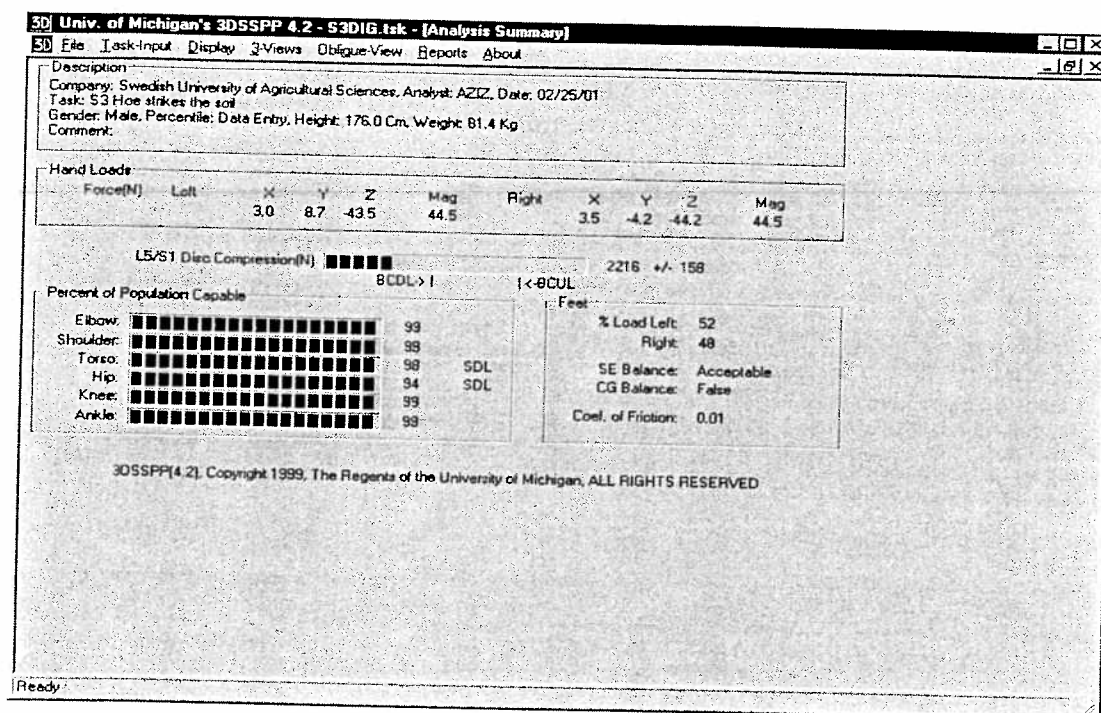 3D Univ. of Michigan's 3DSSPP 4.2 - S3DIG.tsk - [Analysis Summary]
3D File Task-Input Display 3-Views Oblique-View Reports About
Description
Company: Swedish University of Agricultural Sciences, Analyst: AZIZ, Date: 02/25/01
Task: S3 Hoe strikes the soil
Gender: Male, Percentile: Data Entry, Height: 176.0 Cm, Weight: 81.4 Kg
Comment:
Hand Loads
Force(N) Left X Y Z Mag Right X Y Z Mag
3.0 8.7 -43.5 44.5 3.5 -4.2 -44.2 44.5
L5/S1 Disc Compression(N) 2216 +/- 158
BCDL->| |<-BCUL
Percent of Population Capable
Elbow: 99
Shoulder: 99
Torso: 98 SDL
Hip: 94 SDL
Knee: 99
Ankle: 99
Feet
% Load Left: 52
Right: 48
SE Balance: Acceptable
CG Balance: False
Coef. of Friction: 0.01
3DSSPP[4.2], Copyright 1999, The Regents of the University of Michigan, ALL RIGHTS RESERVED
Ready